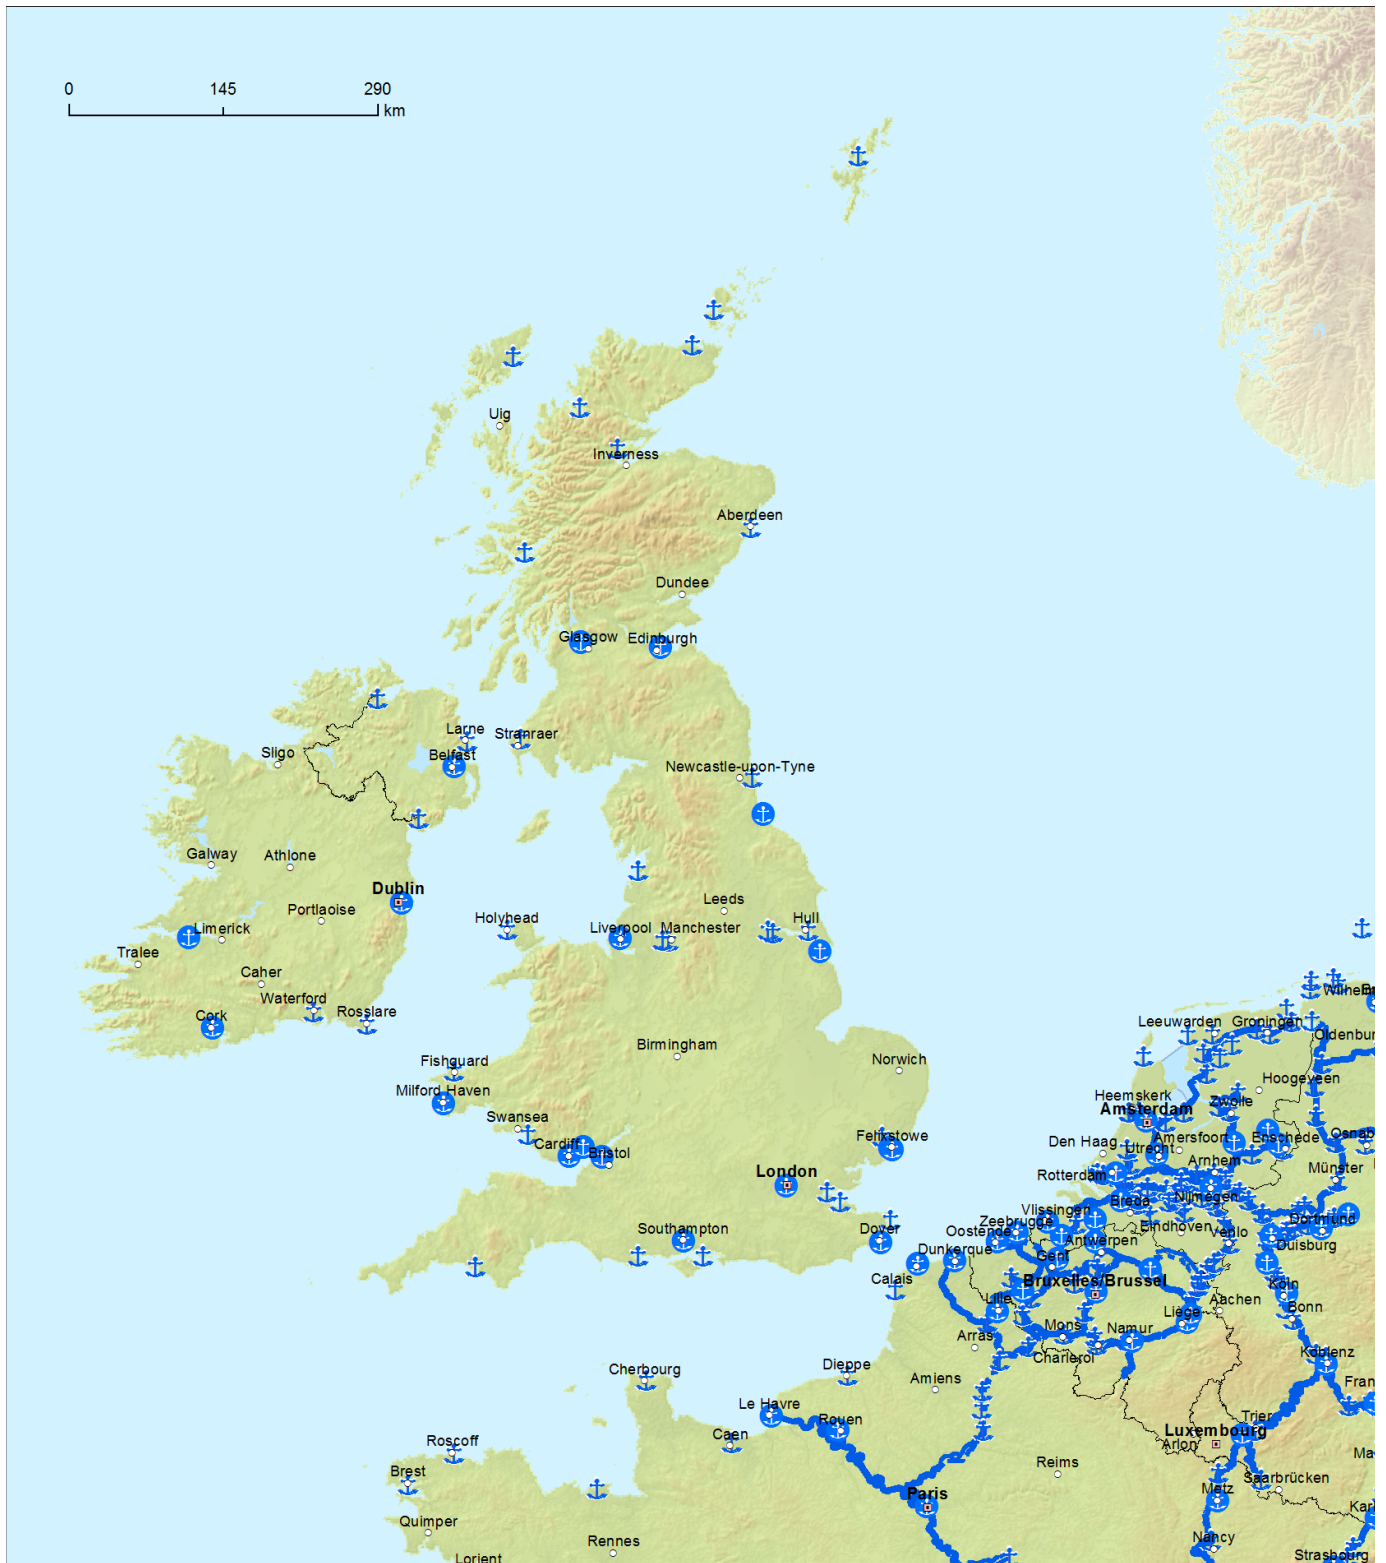 0 145 290
km
Uig
Inverness
Aberdeen
Dundee
Glasgow Edinburgh
Larne Stranraer
Sligo Belfast
Newcastle-upon-Tyne
Galway Athlone
Dublin
Leeds
Portlaoise
Holyhead Liverpool Manchester Hull
Limerick
Tralee
Caher
Waterford
Rosslare
Cork
Leeuwarden Groningen
Oldenbur
Birmingham
Norwich
Fishguard
Hoogeveen
Milford Haven
Heemskerk
Zwolle
Amsterdam
Swansea
Felixstowe
Cardiff
Den Haag Utrecht Amersfoort Enschede Osnab
Bristol
London
Arnhem
Rotterdam
Münster
Nijmegen
Breda
Vlissingen
Zeebrugge
Southampton Dover Oostende Eindhoven Venlo Dortmund
Dunkerque Antwerpen Duisburg
Gent
Calais
Bruxelles/Brussel
Köln
Lille Aachen Bonn
Liège
Arras Mons Namur
Charleroi
Koblenz
Cherbourg Dieppe
Amiens
Fran
Le Havre
Rouen
Trier
Caen Luxembourg
Roscoff
Arlon
Ma
Brest Reims
Saarbrücken
Metz
Paris
Kar
Quimper
Rennes Nancy
Lorient Strasbourg